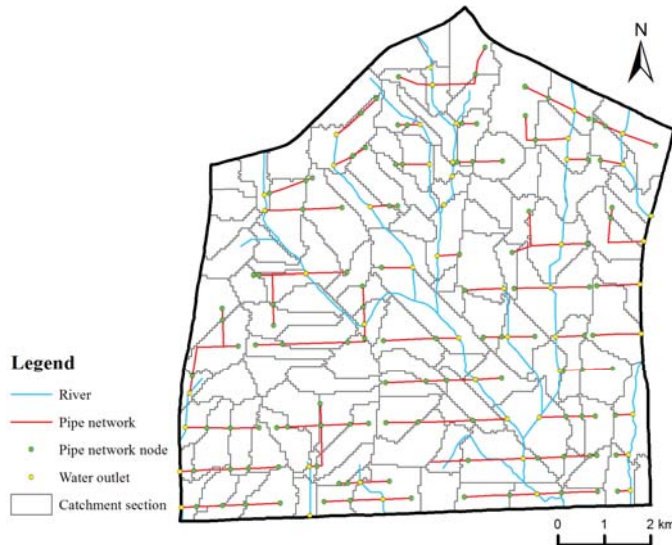 N
Legend
River
Pipe network
Pipe network node
Water outlet
Catchment section
0 1 2 km